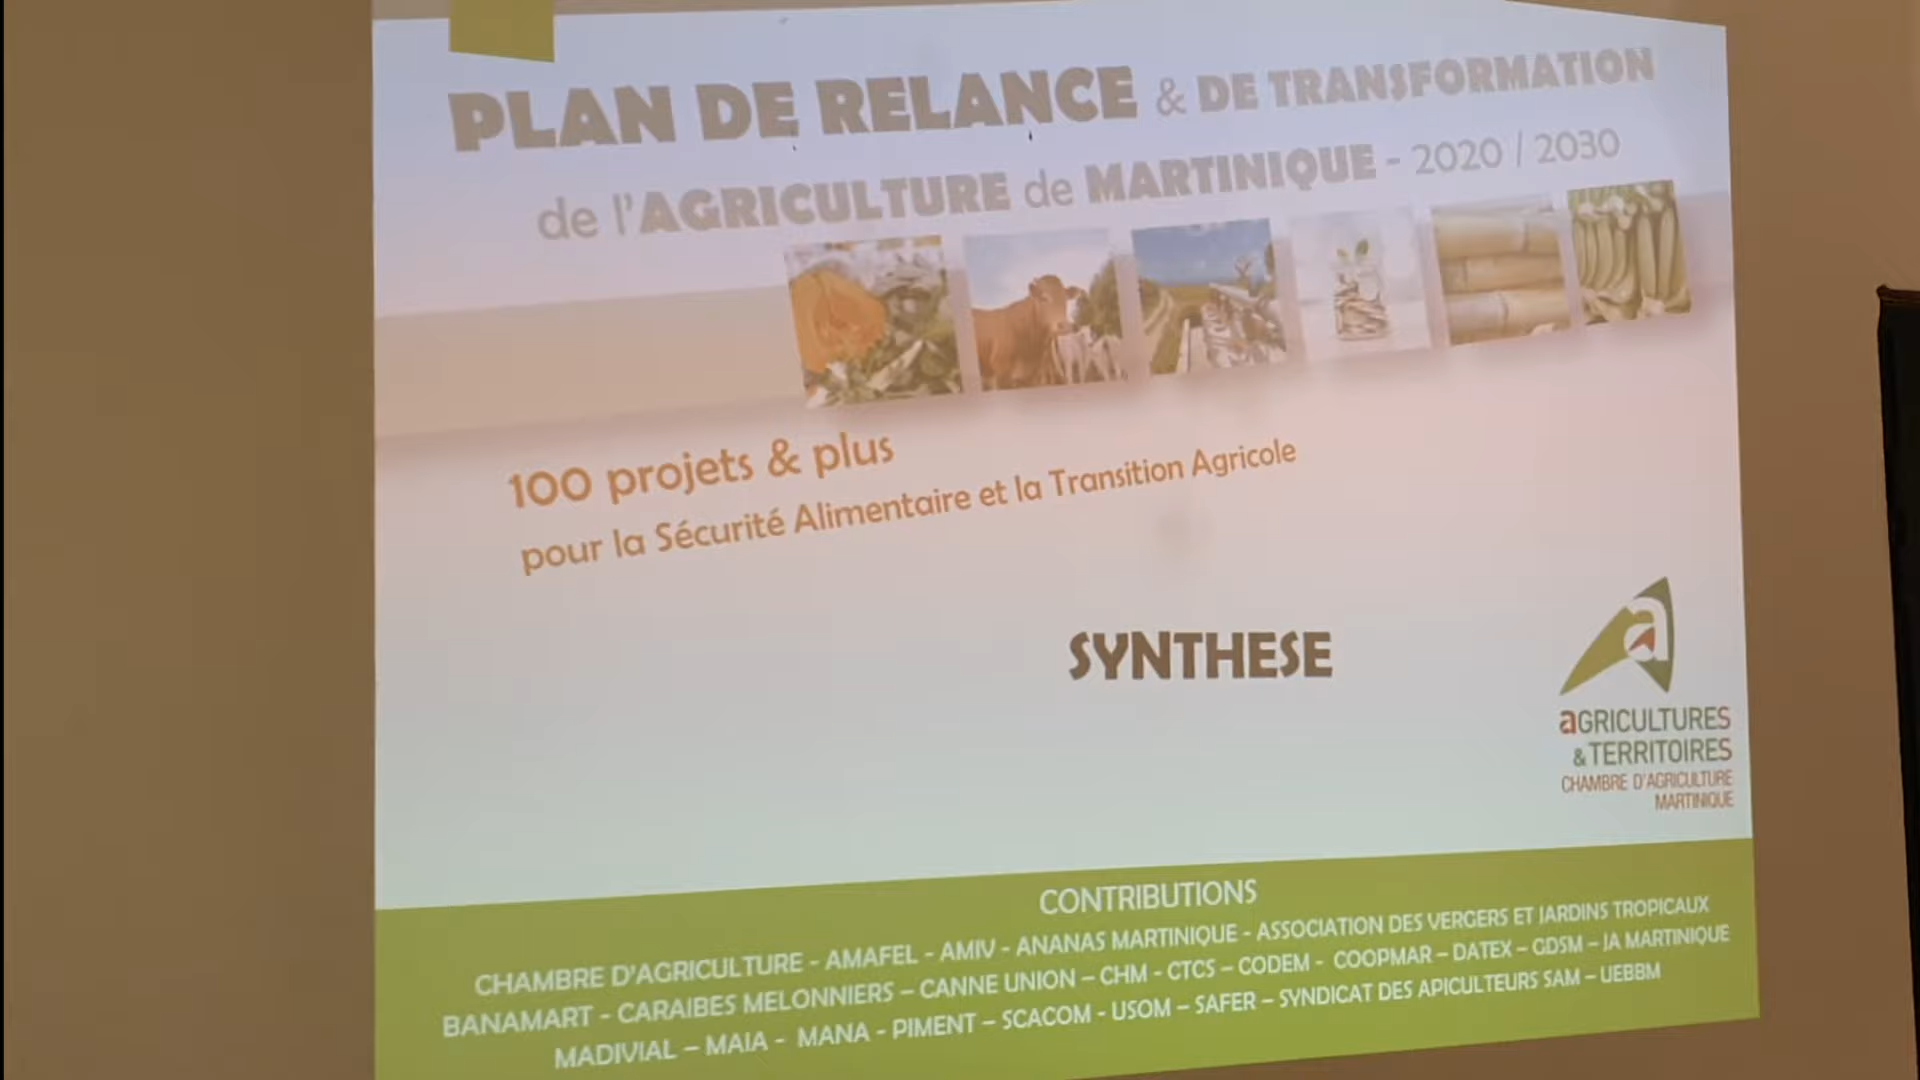 PLAN DE RELANCE & DE TRANSFORMATION
de l'AGRICULTURE de MARTINIQUE - 2020 / 2030
100 projets & plus
pour la Sécurité Alimentaire et la Transition Agricole
SYNTHESE
aGRICULTURES
& TERRITOIRES
CHAMBRE D'AGRICULTURE
MARTINIQUE
CONTRIBUTIONS
CHAMBRE D'AGRICULTURE - AMAFEL - AMIV - ANANAS MARTINIQUE - ASSOCIATION DES VERGERS ET JARDINS TROPICAUX
BANAMART - CARAIBES MELONNIERS – CANNE UNION – CHM - CTCS – CODEM - COOPMAR – DATEX – GDSM – JA MARTINIQUE
MADIVIAL – MAIA - MANA - PIMENT – SCACOM - USOM – SAFER – SYNDICAT DES APICULTEURS SAM – UEBBM